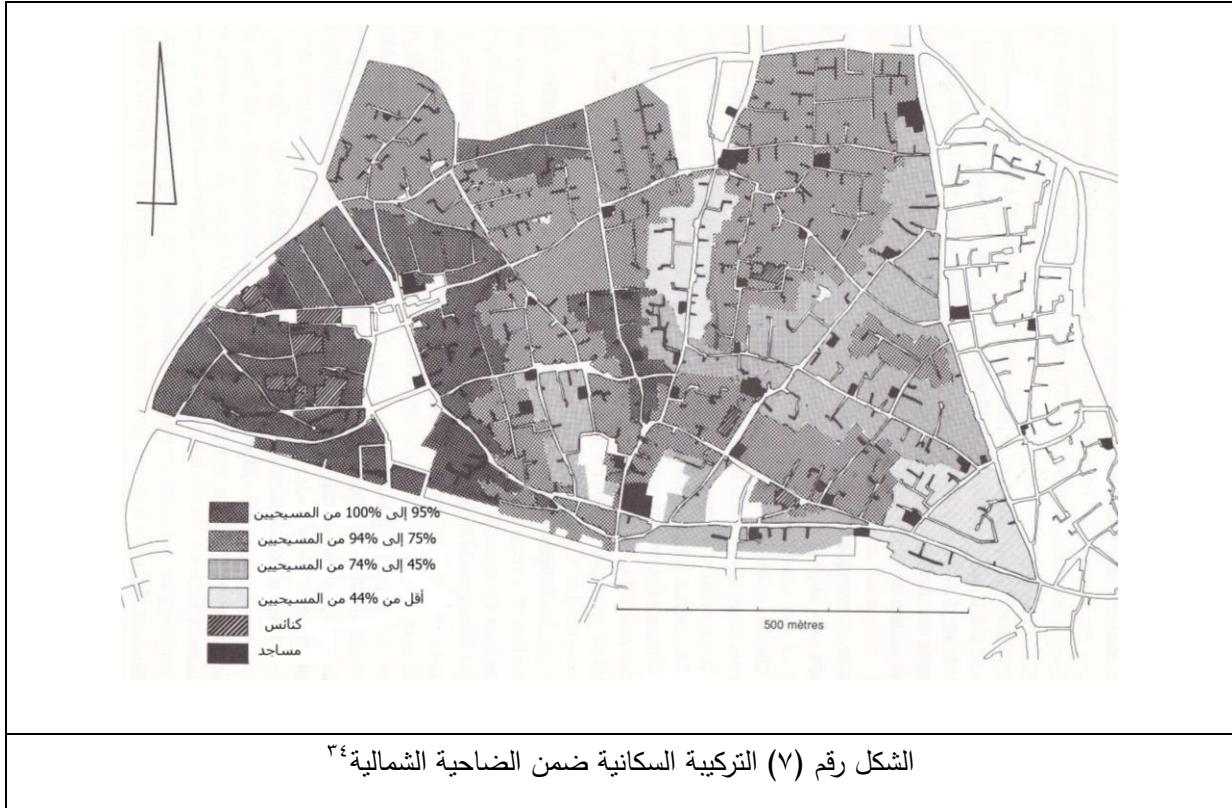 95% إلى 100% من المسيحيين
75% إلى 94% من المسيحيين
45% إلى 74% من المسيحيين
أقل من 44% من المسيحيين
كنائس
مساجد
500 mètres
الشكل رقم (٧) التركيبة السكانية ضمن الضاحية الشمالية٣٤